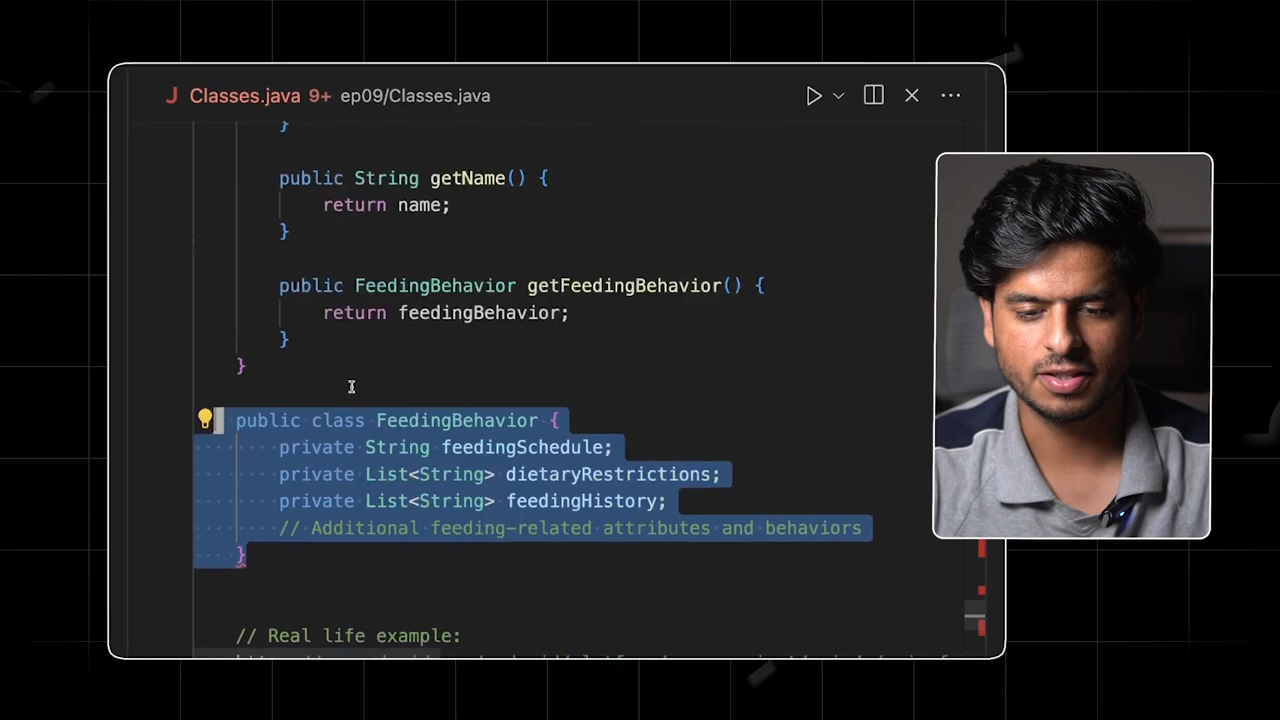 J Classes.java 9+ ep09/Classes.java
}
public String getName() {
return name;
}
public FeedingBehavior getFeedingBehavior() {
return feedingBehavior;
}
}
public class FeedingBehavior {
private String feedingSchedule;
private List<String> dietaryRestrictions;
private List<String> feedingHistory;
// Additional feeding-related attributes and behaviors
}
// Real life example: